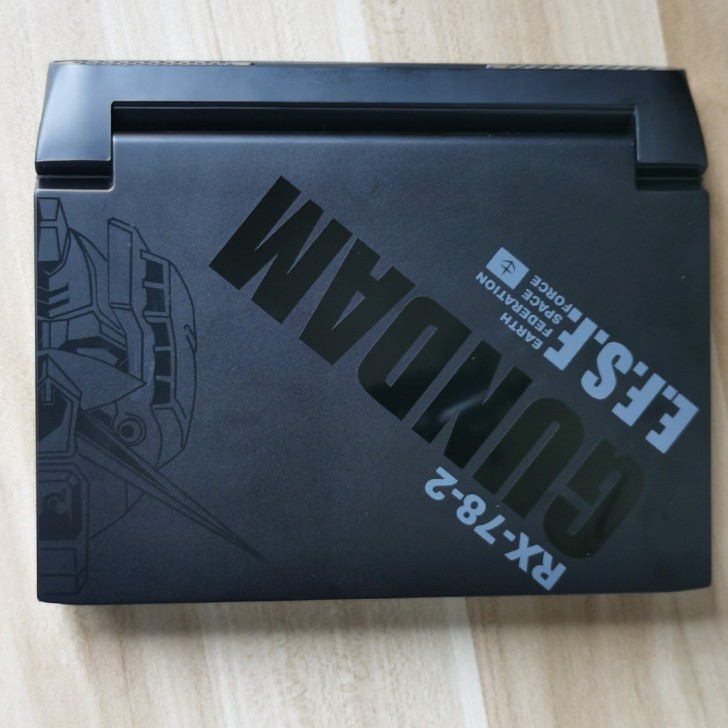 RX-78-2
GUNDAM
E.F.S.F.
EARTH
FEDERATION
SPACE
FORCE